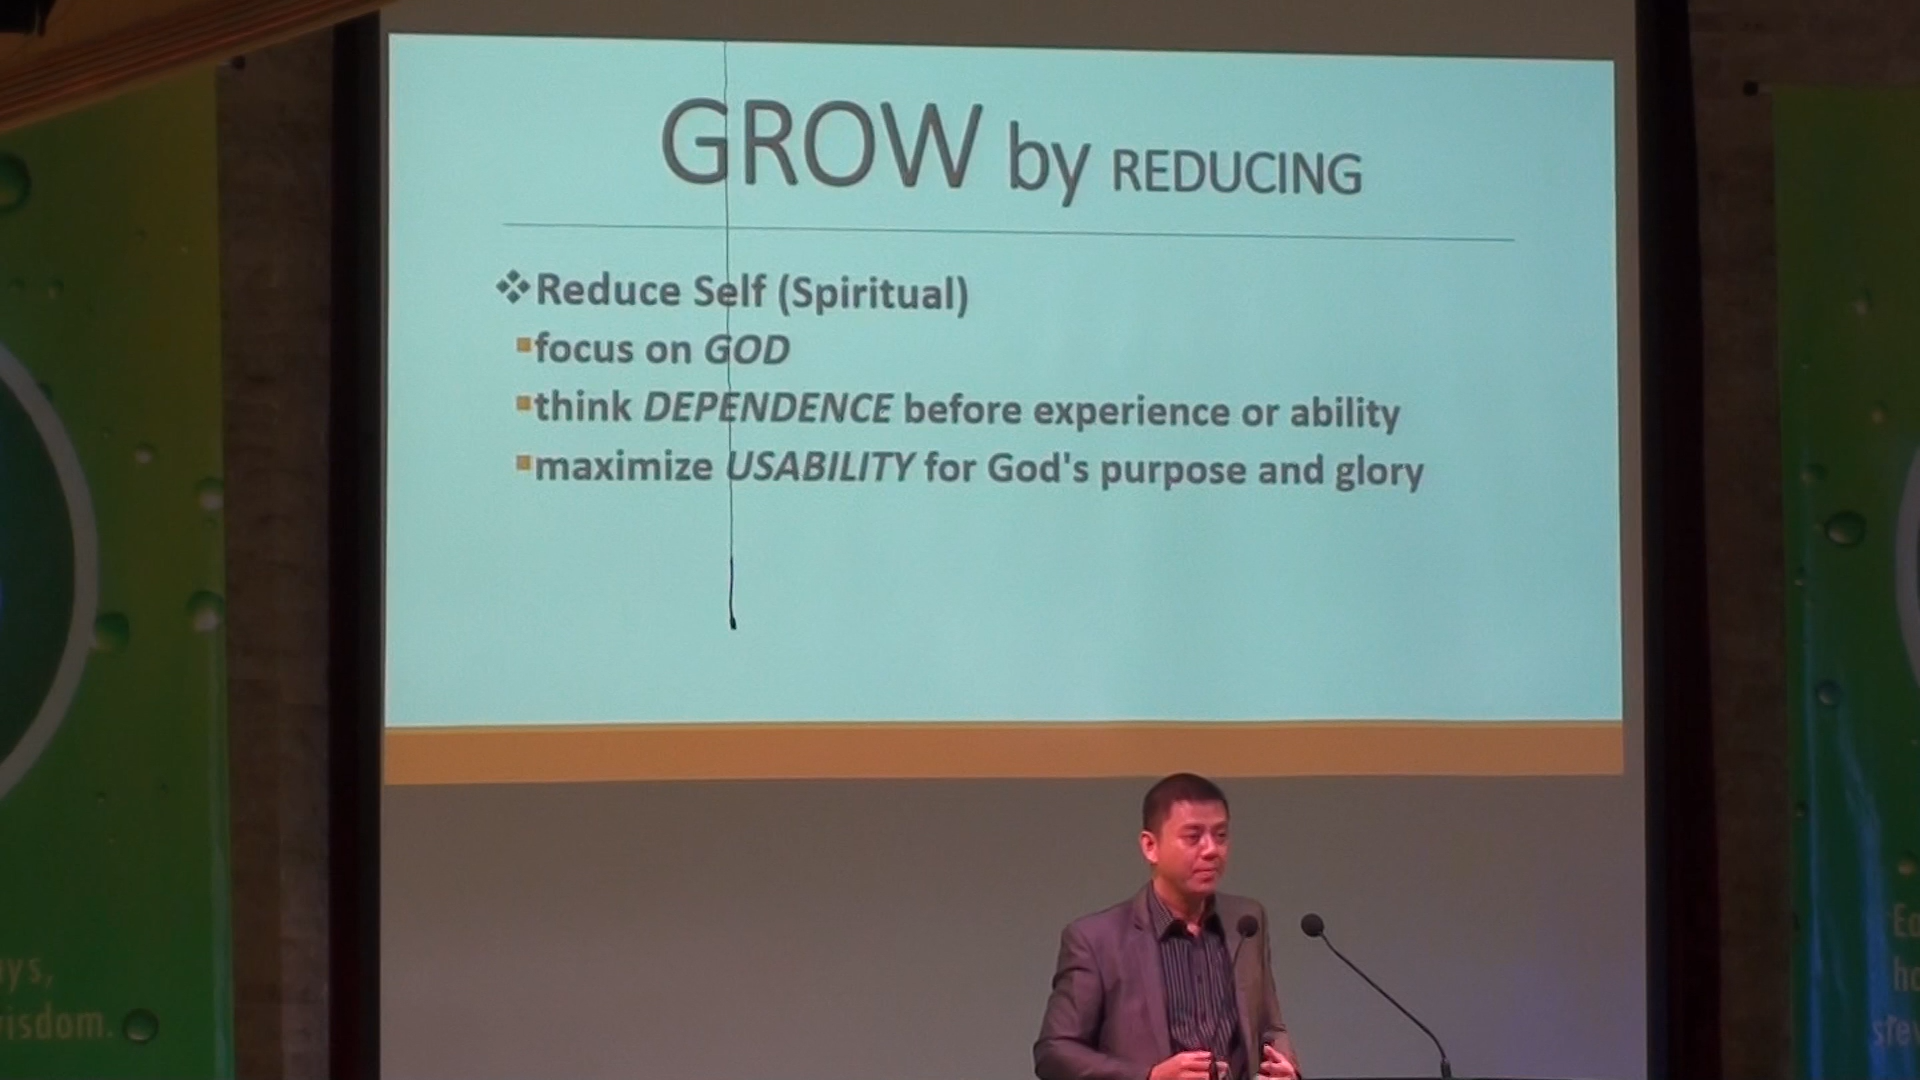 GROW by REDUCING
❖Reduce Self (Spiritual)
▪focus on GOD
▪think DEPENDENCE before experience or ability
▪maximize USABILITY for God's purpose and glory